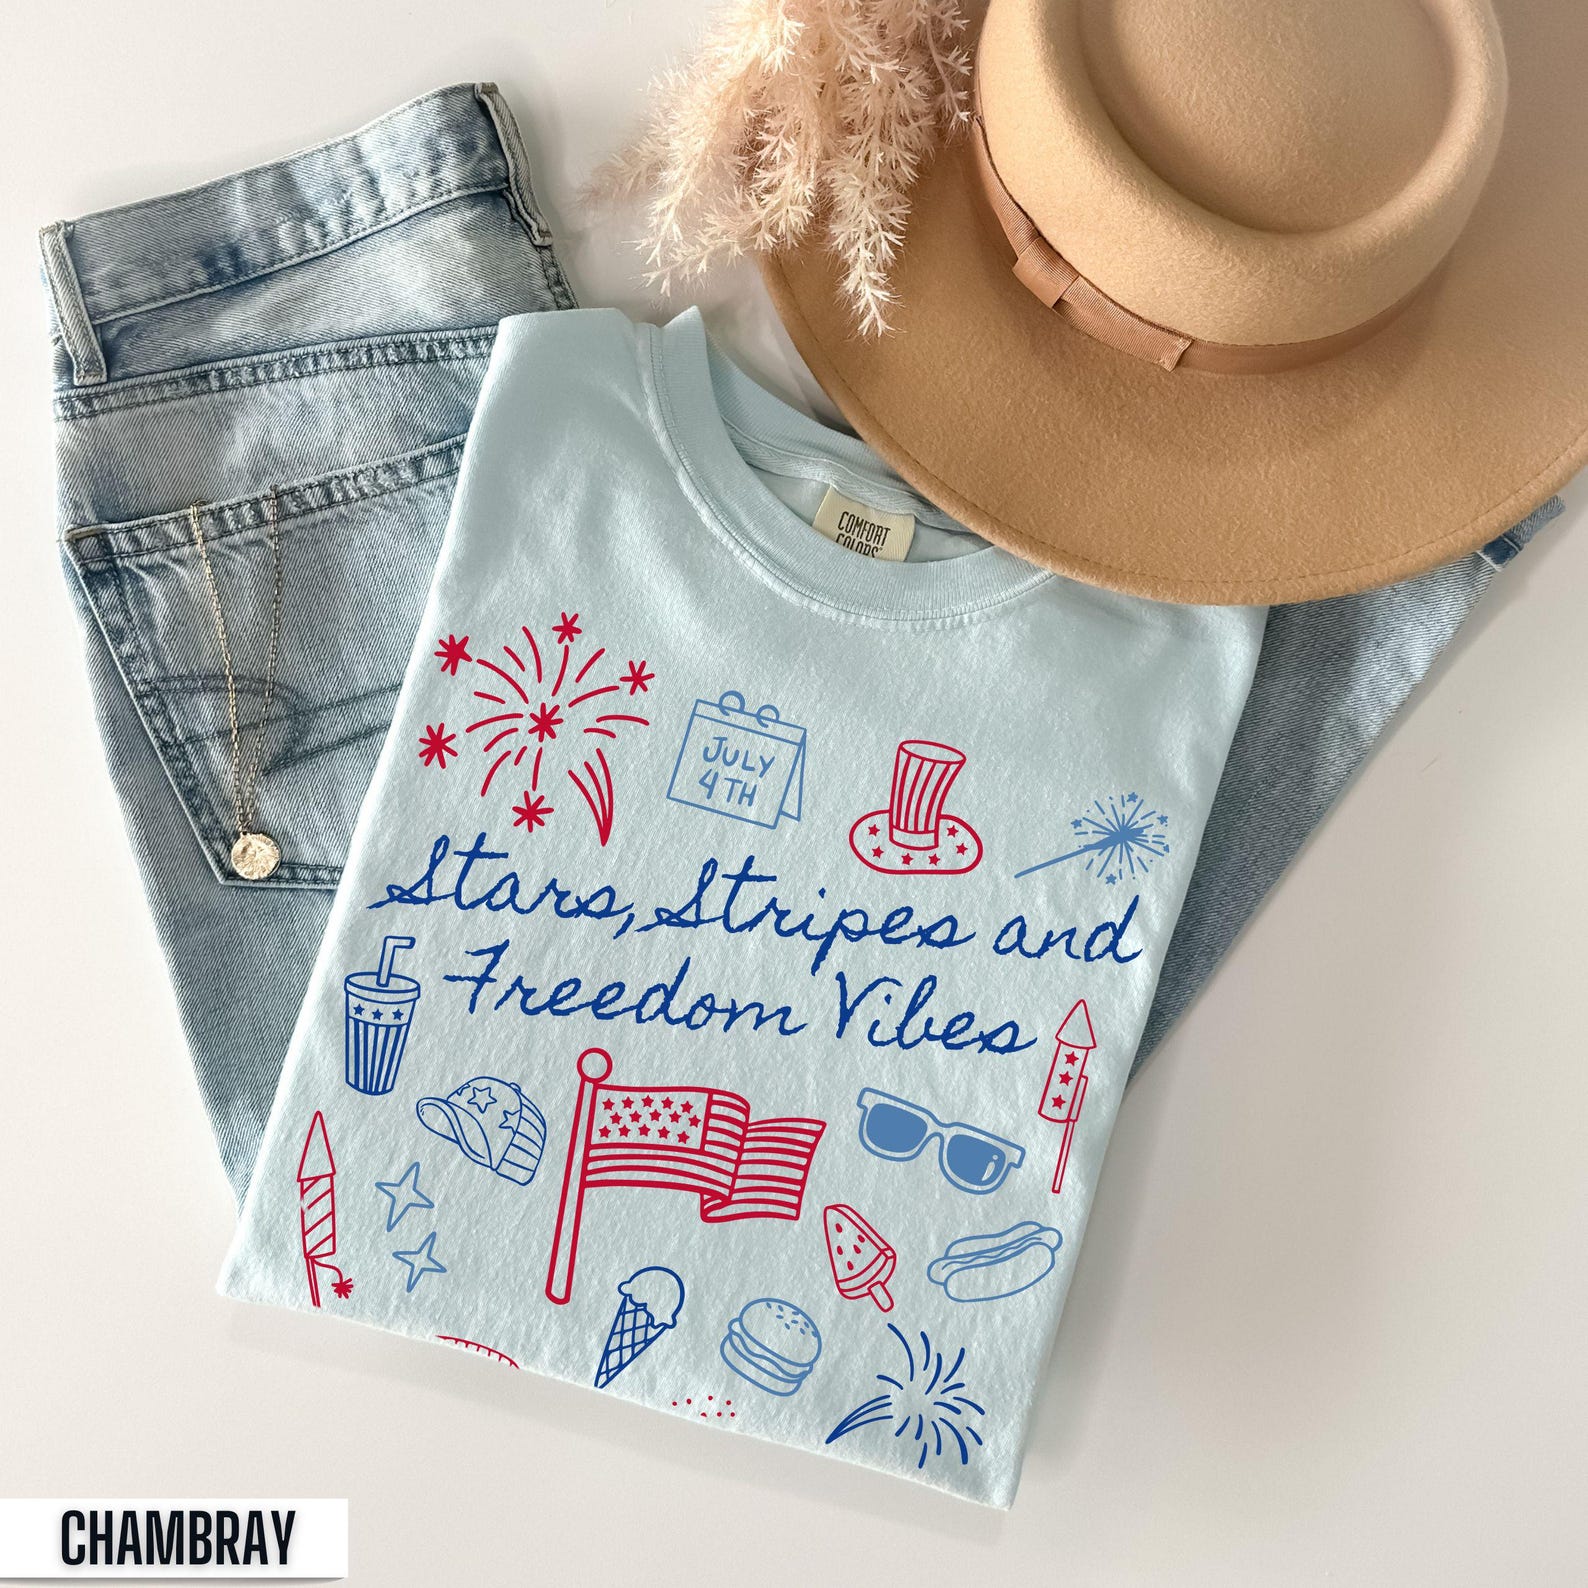 COMFORT
COLORS
JULY
4TH
Stars, Stripes and
Freedom Vibes
CHAMBRAY